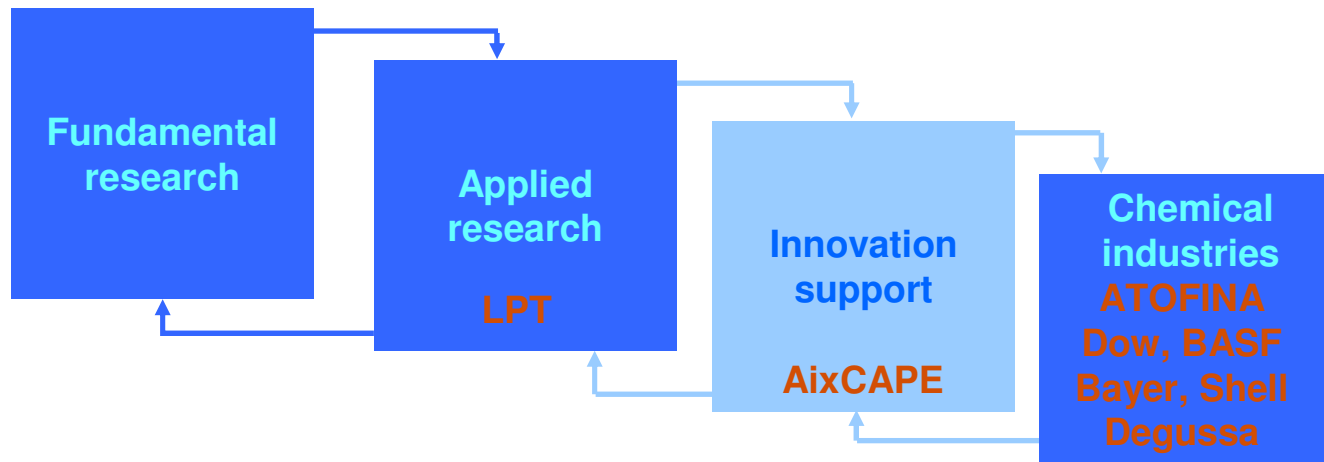 Fundamental
research
Applied
research
LPT
Innovation
support
AixCAPE
Chemical
industries
ATOFINA
Dow, BASF
Bayer, Shell
Degussa